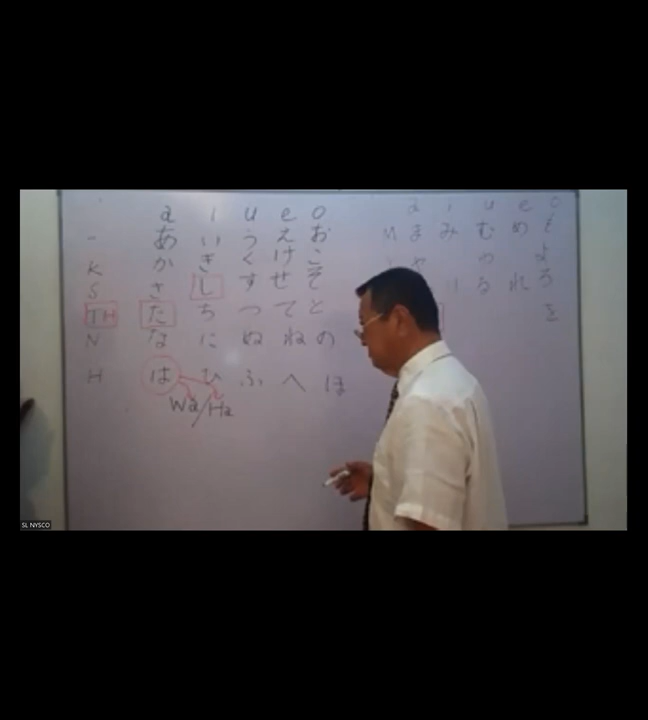 a i u e o
- あ い う え お
K か き く け こ
S さ し す せ そ
TH た ち つ て と
N な に ぬ ね の
H は ひ ふ へ ほ
Wa/Ha
a i u e o
M ま み む め も
や ゆ よ
る れ ろ
を
SL NYSCO